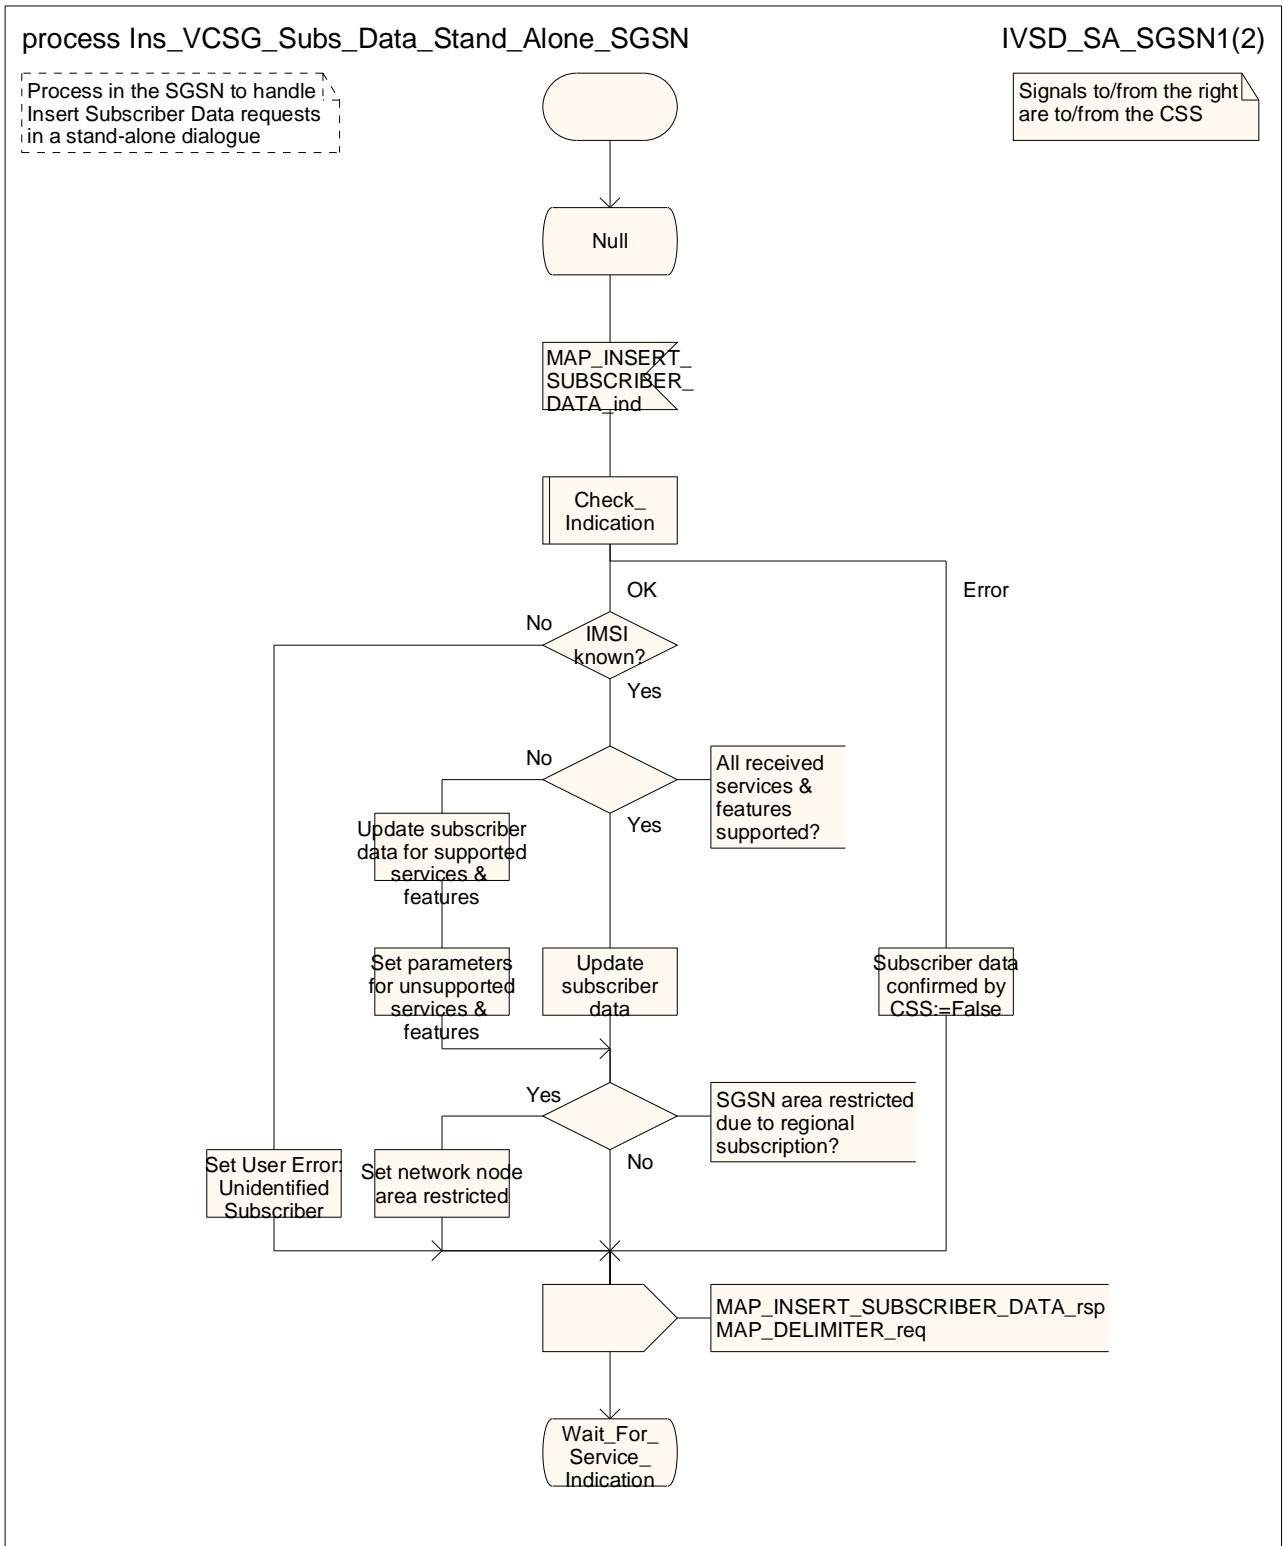 process Ins_VCSG_Subs_Data_Stand_Alone_SGSN
IVSD_SA_SGSN1(2)
Process in the SGSN to handle
Insert Subscriber Data requests
in a stand-alone dialogue
Signals to/from the right
are to/from the CSS
Null
MAP_INSERT_
SUBSCRIBER_
DATA_ind
Check_
Indication
OK
Error
No
IMSI
known?
Yes
No
All received
services &
features
supported?
Yes
Update subscriber
data for supported
services &
features
Set parameters
for unsupported
services &
features
Update
subscriber
data
Subscriber data
confirmed by
CSS:=False
Yes
SGSN area restricted
due to regional
subscription?
No
Set User Error:
Unidentified
Subscriber
Set network node
area restricted
MAP_INSERT_SUBSCRIBER_DATA_rsp
MAP_DELIMITER_req
Wait_For_
Service_
Indication